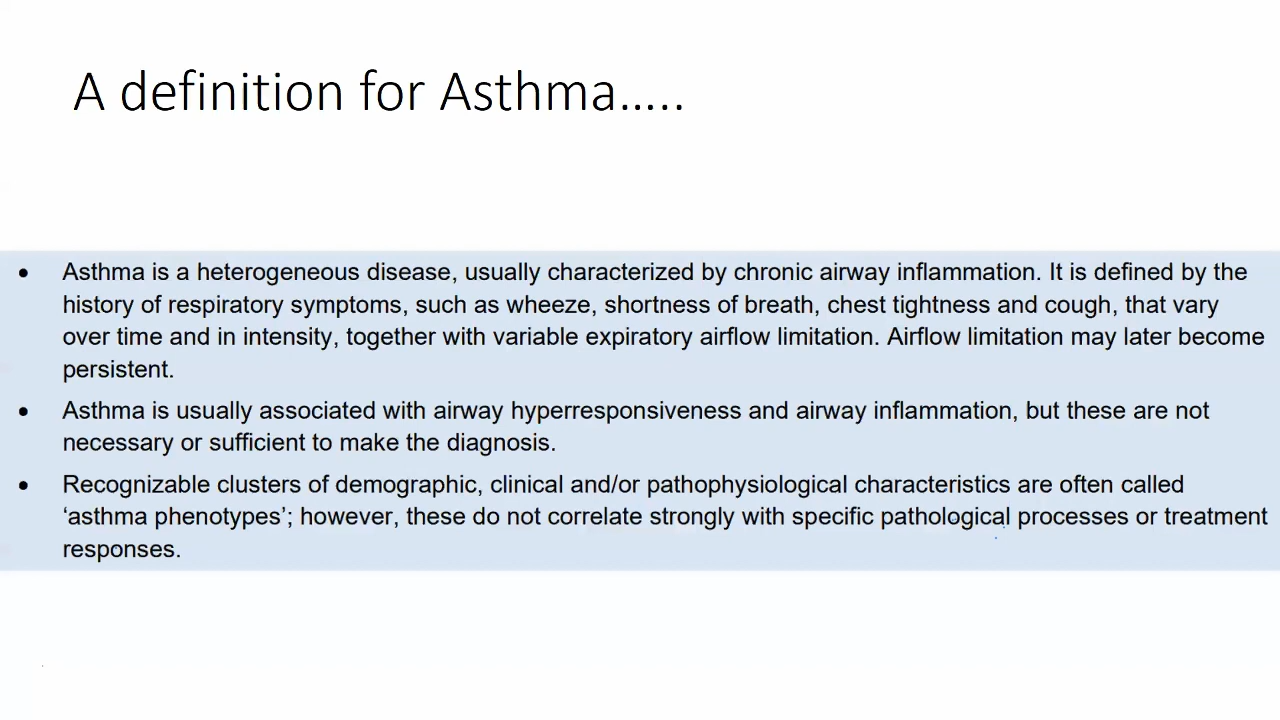 A definition for Asthma.....
• Asthma is a heterogeneous disease, usually characterized by chronic airway inflammation. It is defined by the
history of respiratory symptoms, such as wheeze, shortness of breath, chest tightness and cough, that vary
over time and in intensity, together with variable expiratory airflow limitation. Airflow limitation may later become
persistent.
• Asthma is usually associated with airway hyperresponsiveness and airway inflammation, but these are not
necessary or sufficient to make the diagnosis.
• Recognizable clusters of demographic, clinical and/or pathophysiological characteristics are often called
‘asthma phenotypes’; however, these do not correlate strongly with specific pathological processes or treatment
responses.